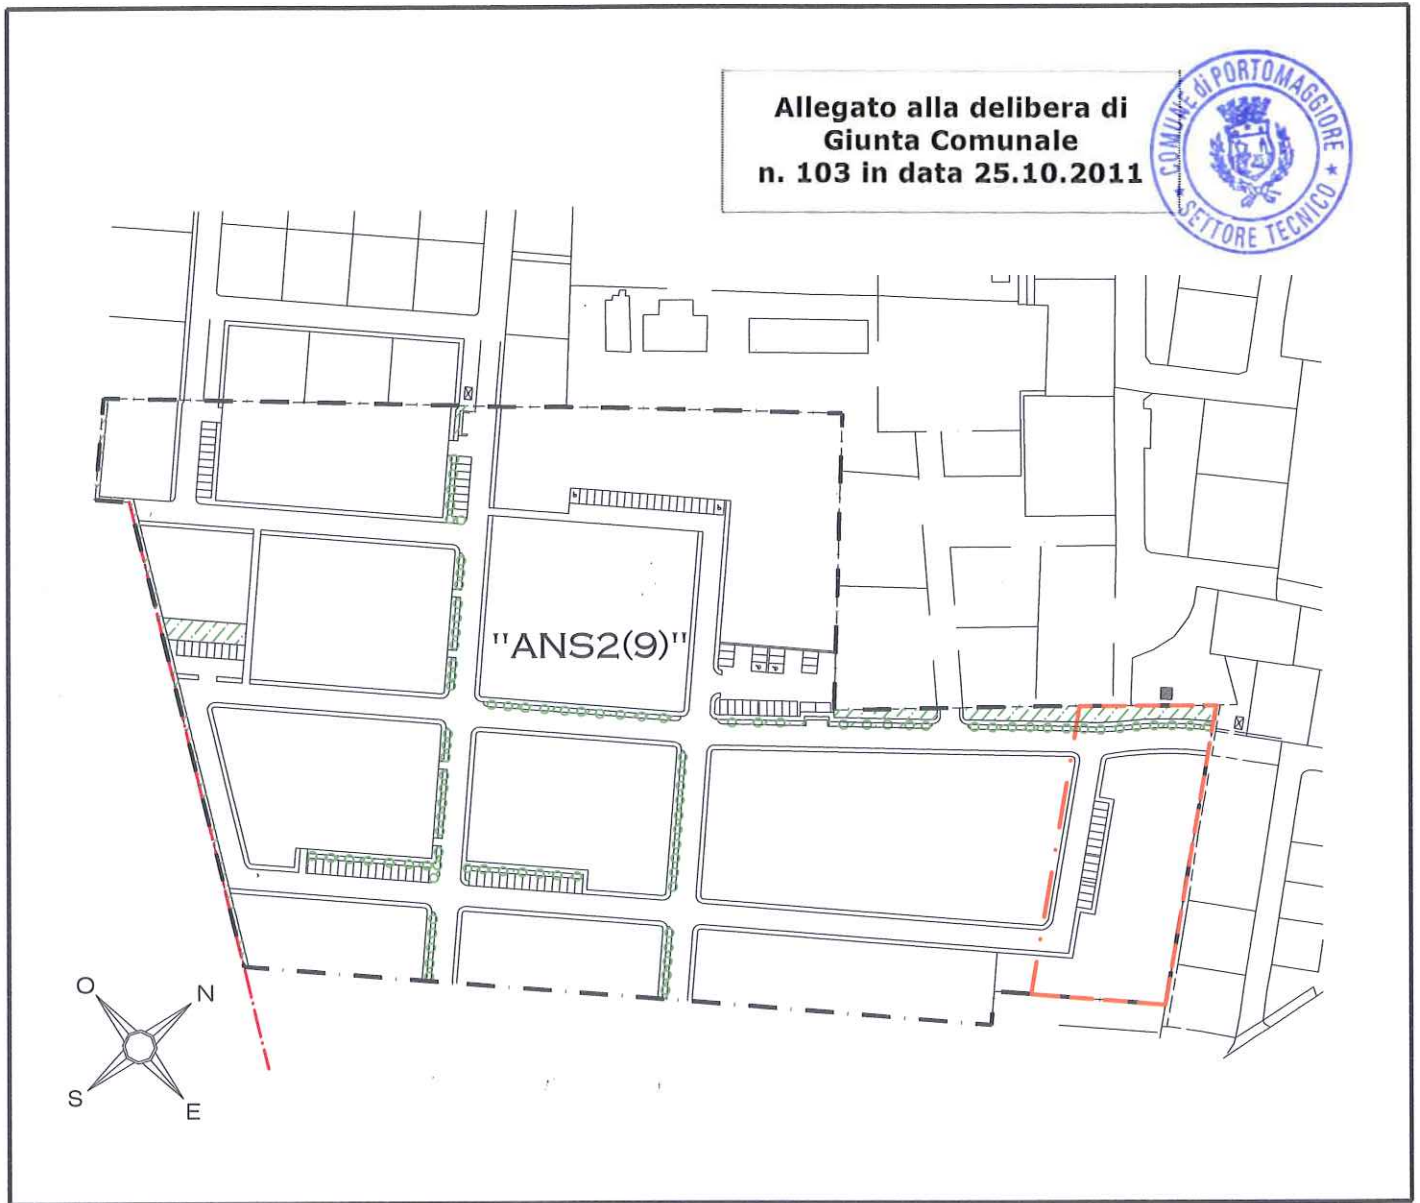 Allegato alla delibera di
Giunta Comunale
n. 103 in data 25.10.2011
COMUNE di PORTOMAGGIORE
★ SETTORE TECNICO ★
"ANS2(9)"
O
N
S
E